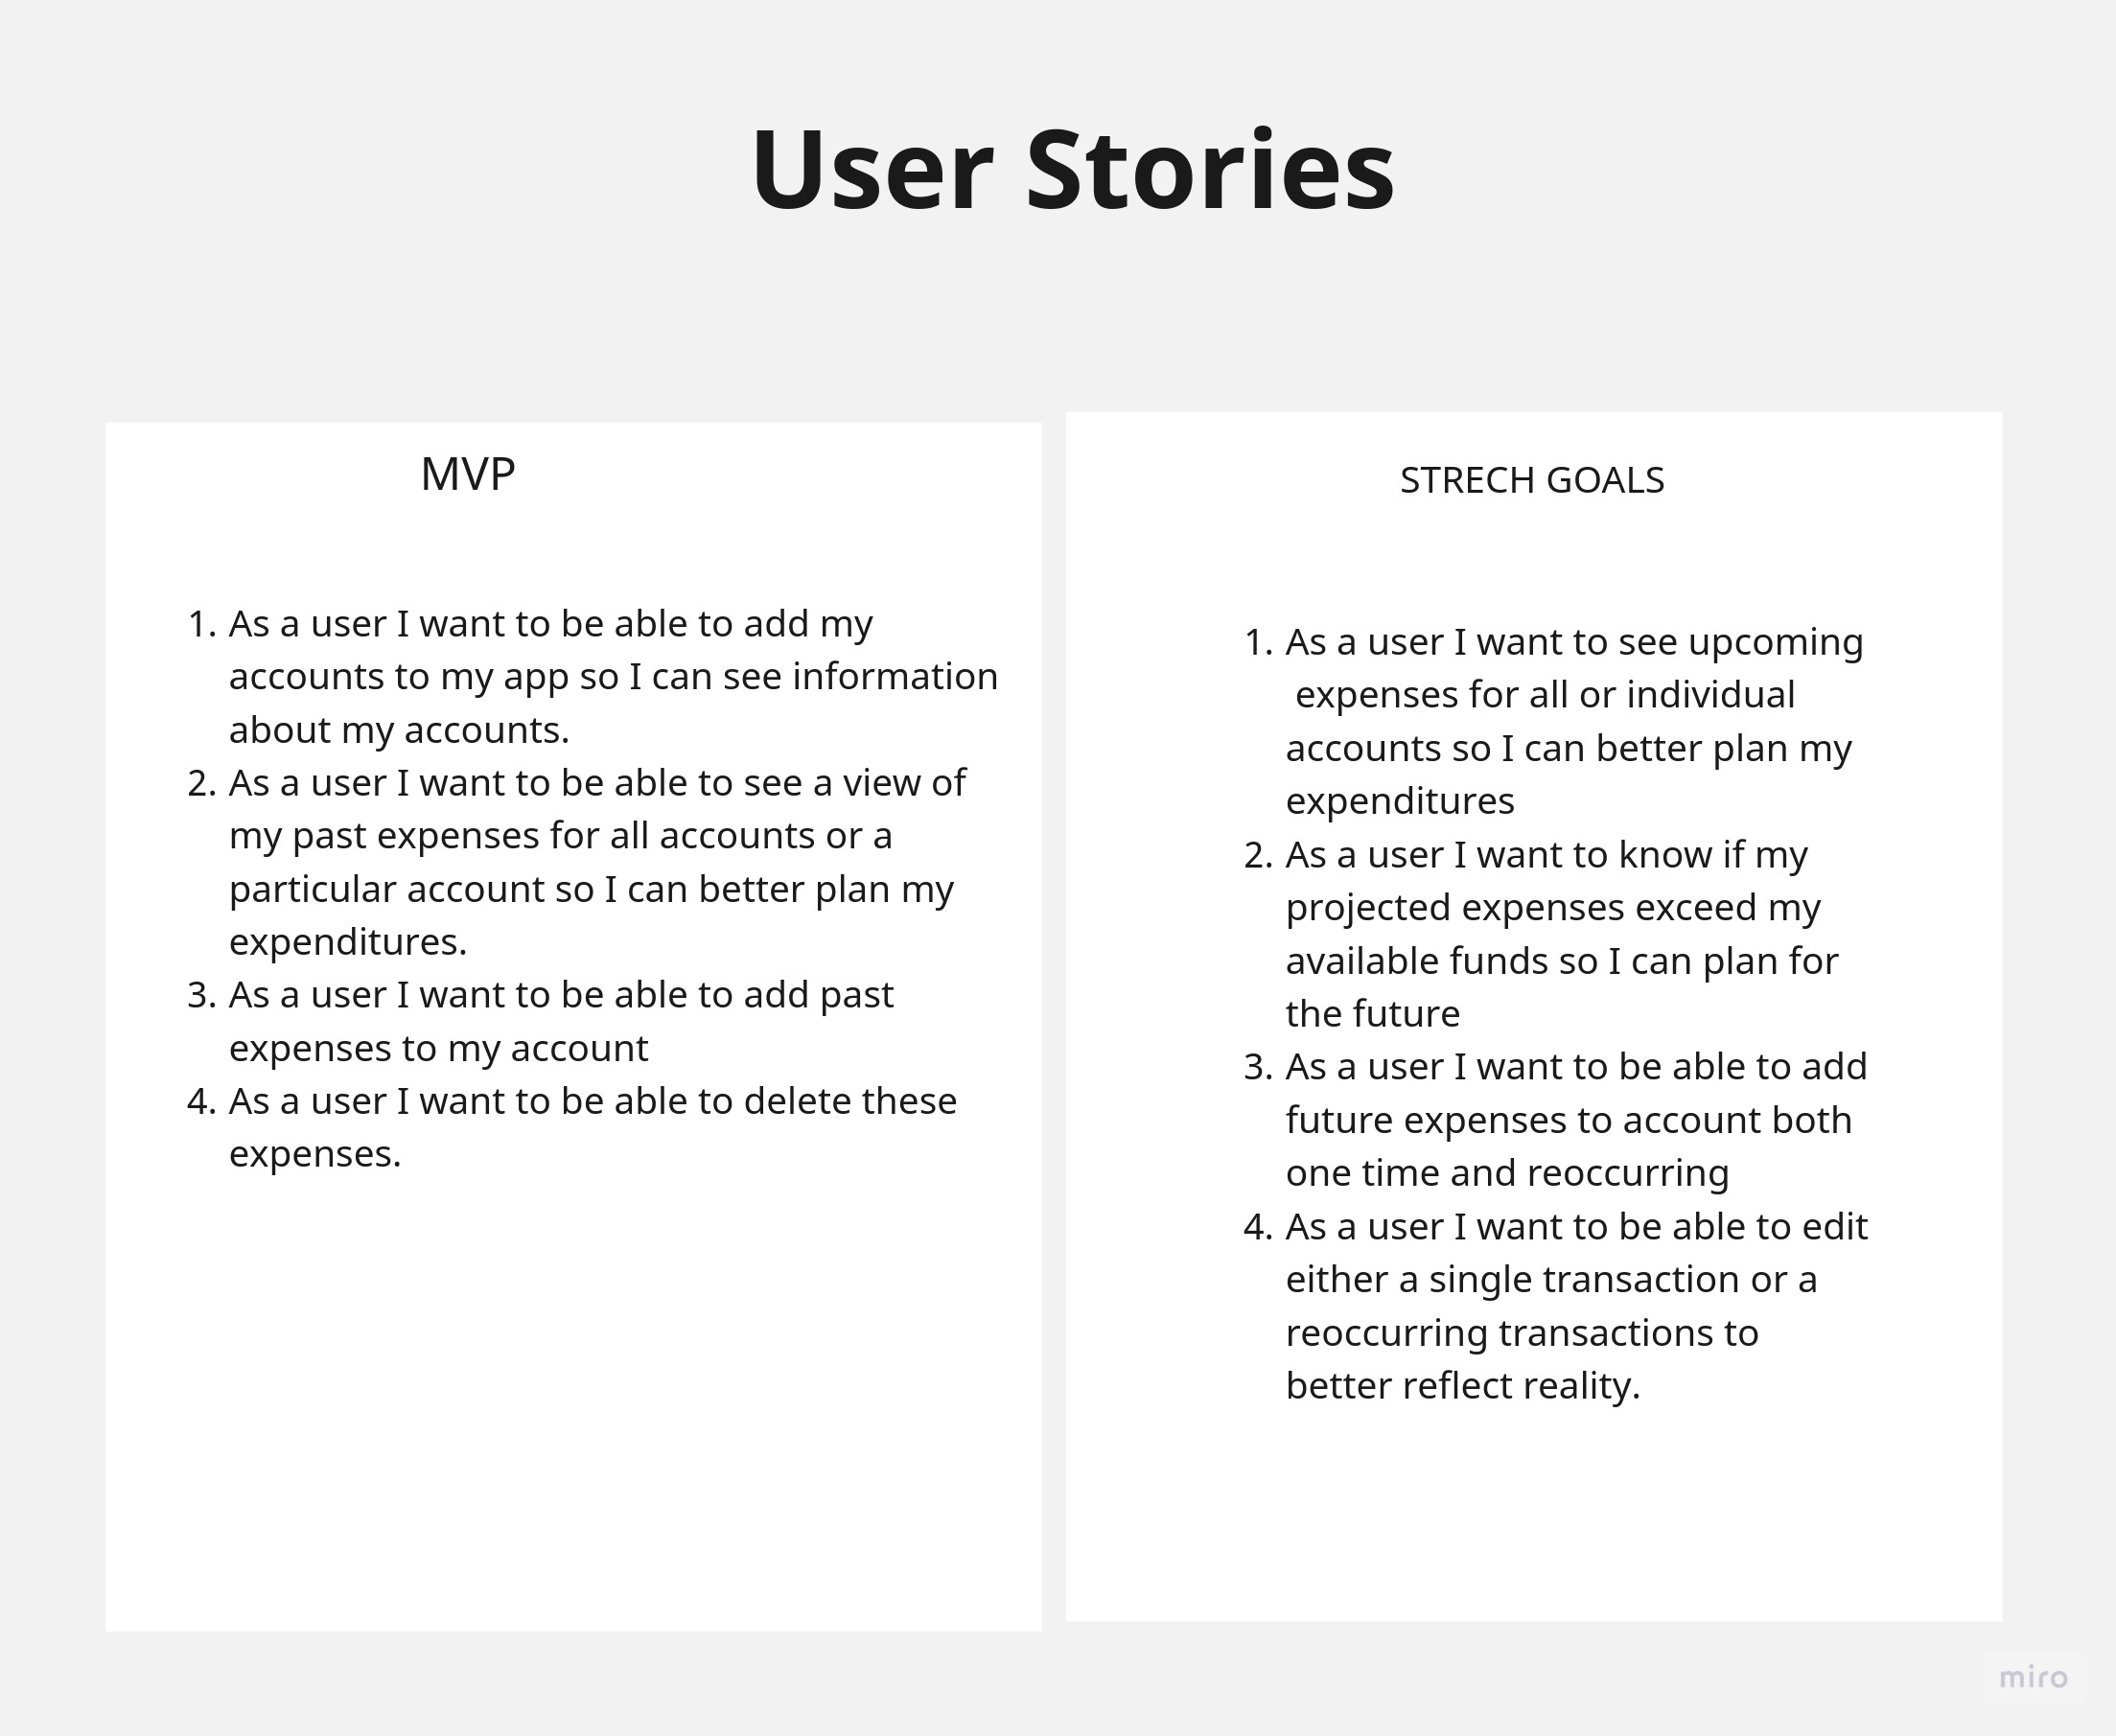 User Stories
MVP
1. As a user I want to be able to add my
accounts to my app so I can see information
about my accounts.
2. As a user I want to be able to see a view of
my past expenses for all accounts or a
particular account so I can better plan my
expenditures.
3. As a user I want to be able to add past
expenses to my account
4. As a user I want to be able to delete these
expenses.
STRECH GOALS
1. As a user I want to see upcoming
expenses for all or individual
accounts so I can better plan my
expenditures
2. As a user I want to know if my
projected expenses exceed my
available funds so I can plan for
the future
3. As a user I want to be able to add
future expenses to account both
one time and reoccurring
4. As a user I want to be able to edit
either a single transaction or a
reoccurring transactions to
better reflect reality.
miro